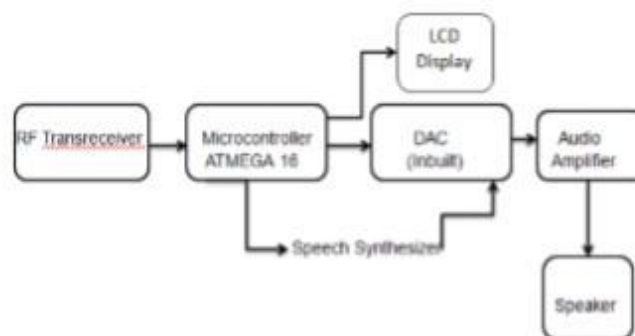 LCD
Display
RF Transreceiver
Microcontroller
ATMEGA 16
DAC
(Inbuilt)
Audio
Amplifier
Speech Synthesizer
Speaker